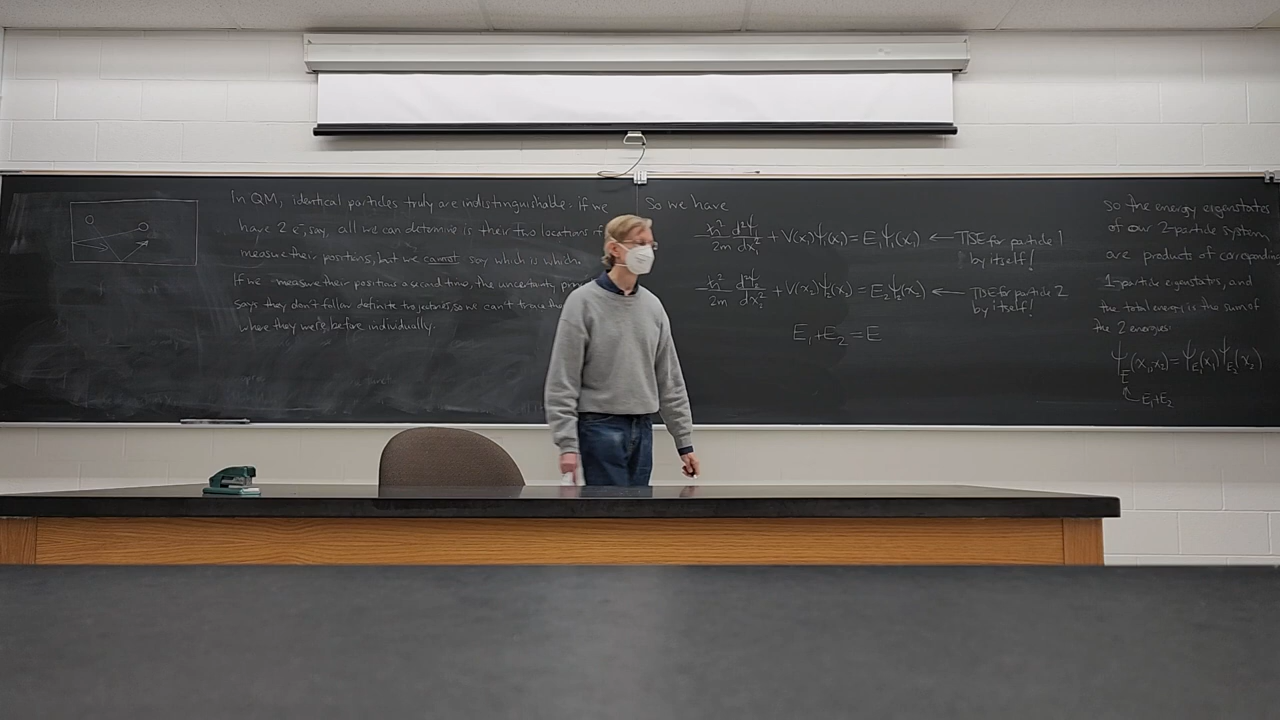 In QM, identical particles truly are indistinguishable: if we
have 2 e⁻, say, all we can determine is their two locations if
measure their positions, but we cannot say which is which.
If we measure their positions a second time, the uncertainty
says they don't follow definite trajectories, so we can't
where they were before individually.
So we have
ħ²/2m d²ψ₁/dx₁² + V(x₁)ψ₁(x₁) = E₁ψ₁(x₁) ← TISE for particle 1
by itself!
ħ²/2m d²ψ₂/dx₂² + V(x₂)ψ₂(x₂) = E₂ψ₂(x₂) ← TISE for particle 2
by itself!
E₁+E₂=E
So the energy eigenstates
of our 2-particle system
are products of coresponding
1-particle eigenstates, and
the total energy is the sum of
the 2 energies:
ψ_E(x₁,x₂)=ψ_E₁(x₁)ψ_E₂(x₂)
E₁+E₂